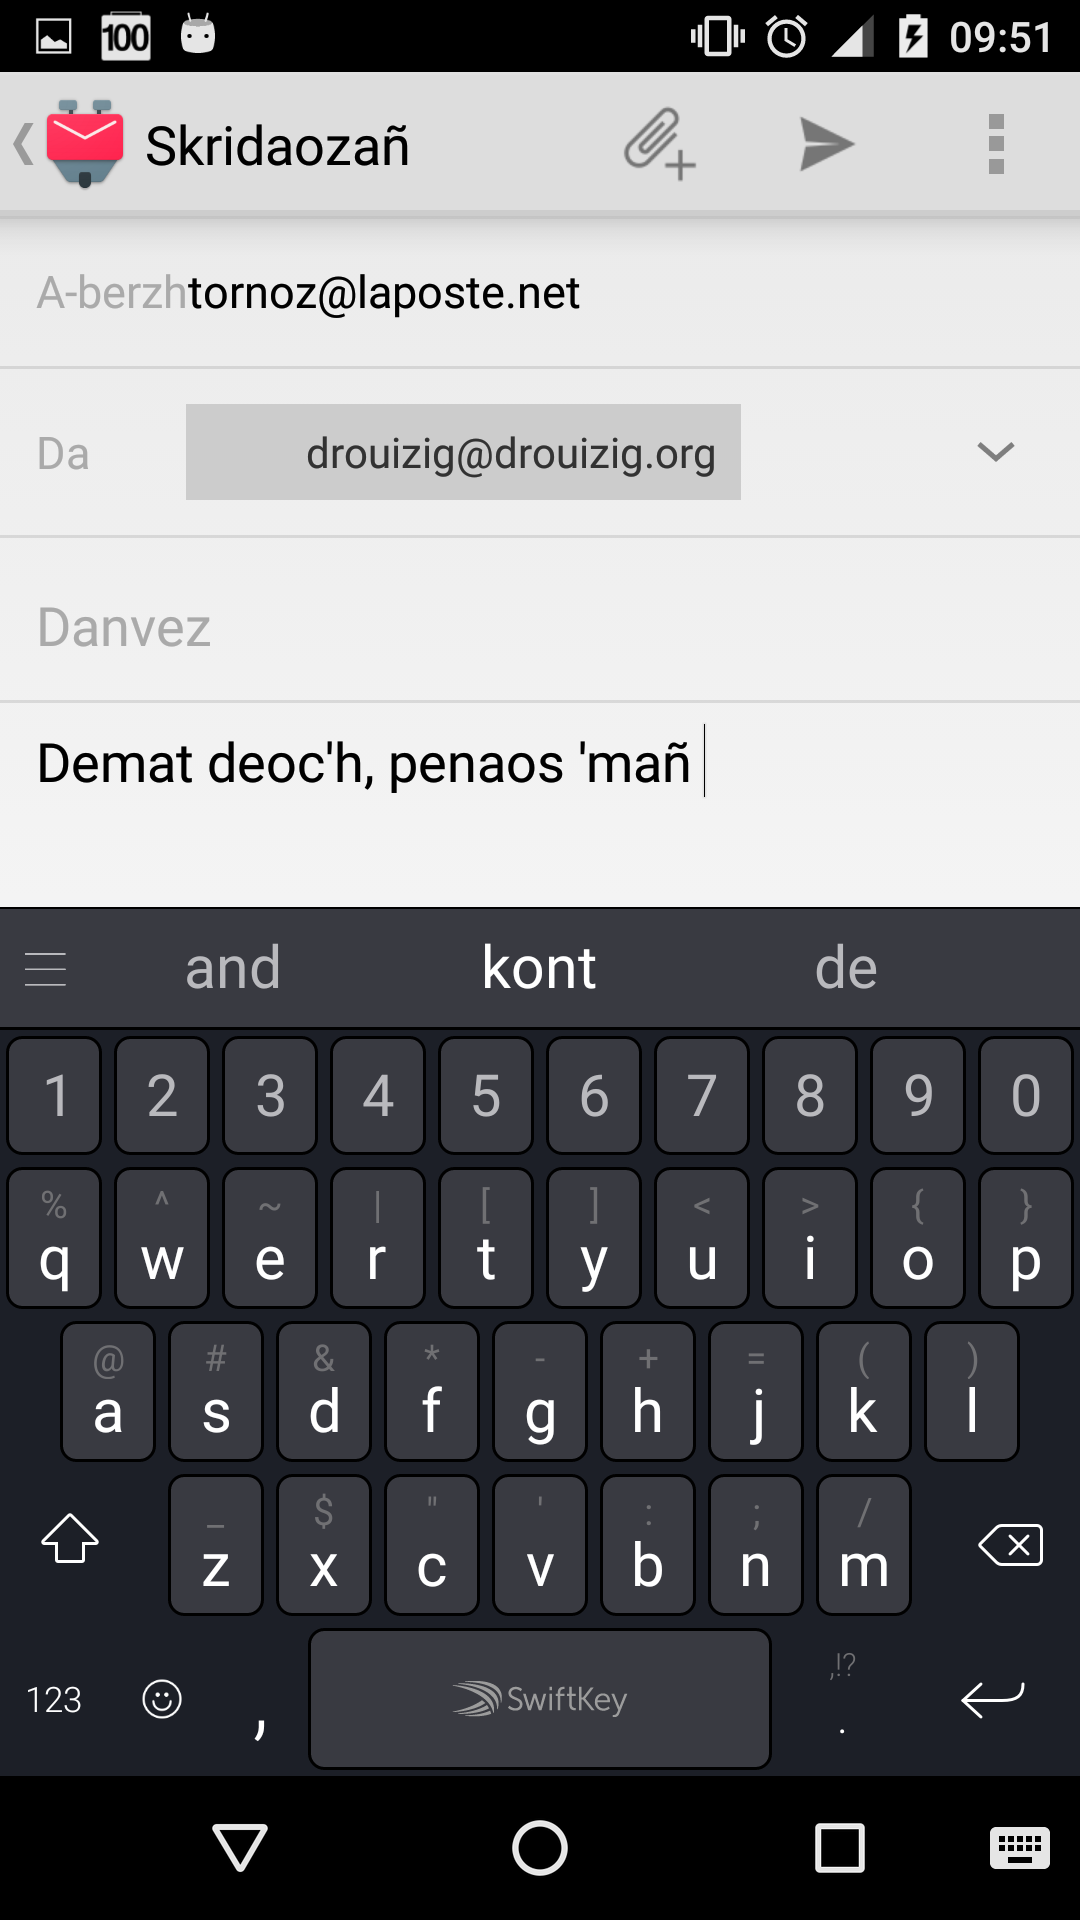 100 09:51
Skridaozañ
A-berzh tornoz@laposte.net
Da drouizig@drouizig.org
Danvez
Demat deoc'h, penaos 'mañ
and kont de
1 2 3 4 5 6 7 8 9 0
% ^ ~ | [ ] < > { }
q w e r t y u i o p
@ # & * - + = ( )
a s d f g h j k l
_ $ " ' : ; /
z x c v b n m
,!?
123 , SwiftKey .